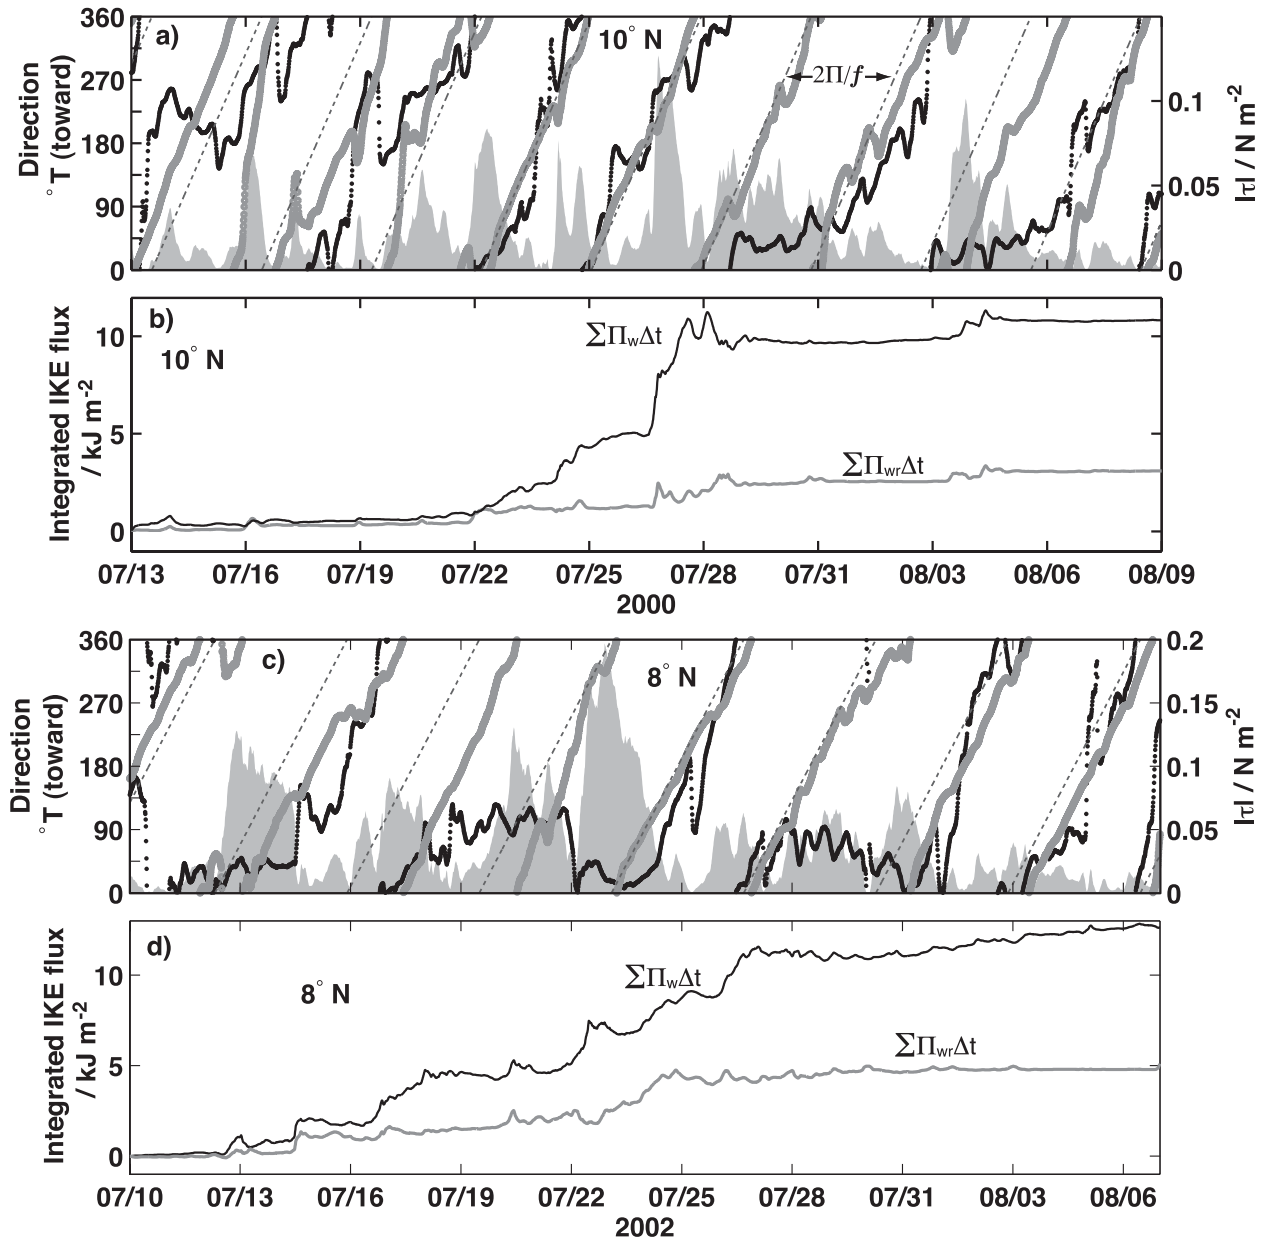 a)
10° N
2Π/f
Direction
°T (toward)
360
270
180
90
0
0.1
0.05
0
|τ| / N m⁻²
b)
10° N
ΣΠwΔt
ΣΠwrΔt
Integrated IKE flux
/ kJ m⁻²
10
5
0
07/13 07/16 07/19 07/22 07/25 07/28 07/31 08/03 08/06 08/09
2000
c)
8° N
Direction
°T (toward)
360
270
180
90
0
0.2
0.15
0.1
0.05
0
|τ| / N m⁻²
d)
8° N
ΣΠwΔt
ΣΠwrΔt
Integrated IKE flux
/ kJ m⁻²
10
5
0
07/10 07/13 07/16 07/19 07/22 07/25 07/28 07/31 08/03 08/06
2002